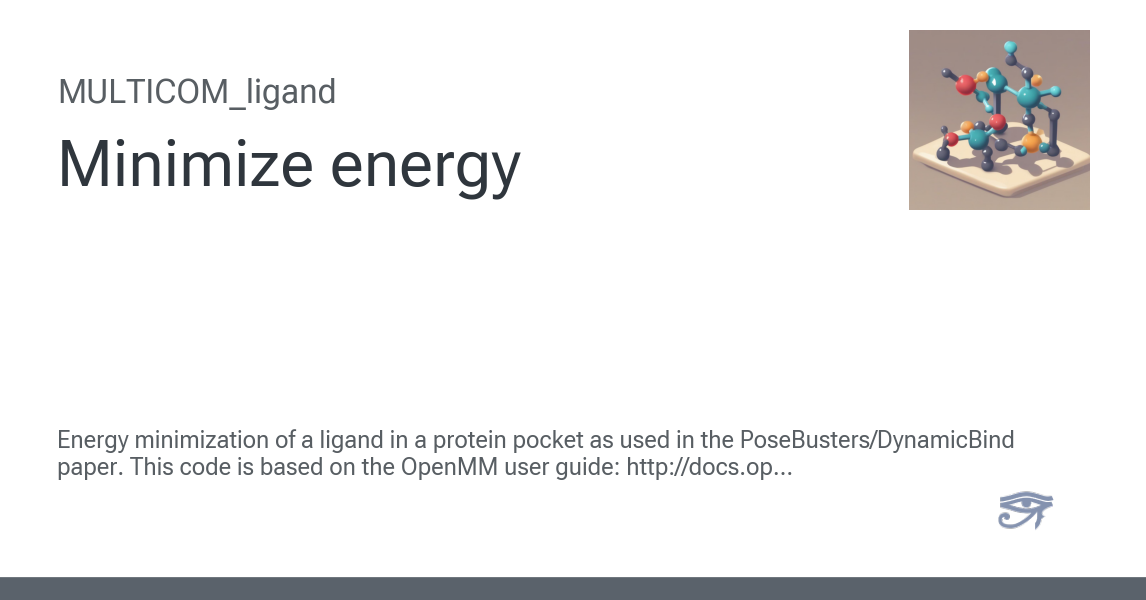 MULTICOM_ligand
Minimize energy
Energy minimization of a ligand in a protein pocket as used in the PoseBusters/DynamicBind
paper. This code is based on the OpenMM user guide: http://docs.op...